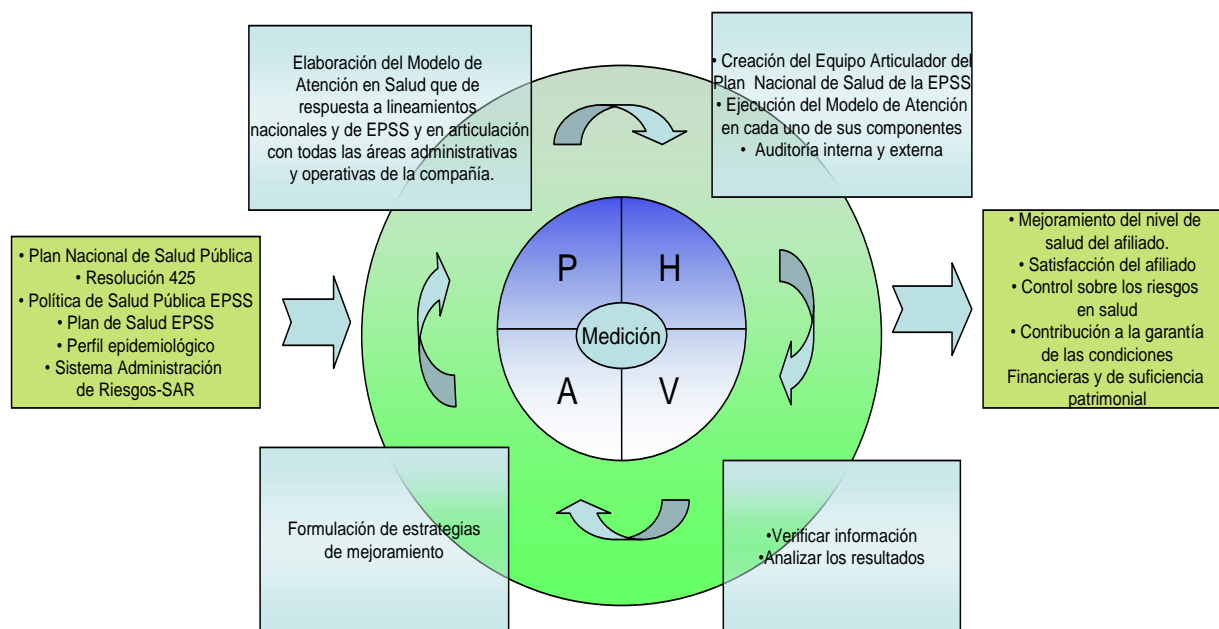 Elaboración del Modelo de
Atención en Salud que de
respuesta a lineamientos
nacionales y de EPSS y en articulación
con todas las áreas administrativas
y operativas de la compañía.
• Creación del Equipo Articulador del
Plan Nacional de Salud de la EPSS
• Ejecución del Modelo de Atención
en cada uno de sus componentes
• Auditoría interna y externa
• Plan Nacional de Salud Pública
• Resolución 425
• Política de Salud Pública EPSS
• Plan de Salud EPSS
• Perfil epidemiológico
• Sistema Administración
de Riesgos-SAR
P
H
Medición
A
V
• Mejoramiento del nivel de
salud del afiliado.
• Satisfacción del afiliado
• Control sobre los riesgos
en salud
• Contribución a la garantía
de las condiciones
Financieras y de suficiencia
patrimonial
Formulación de estrategias
de mejoramiento
•Verificar información
•Analizar los resultados